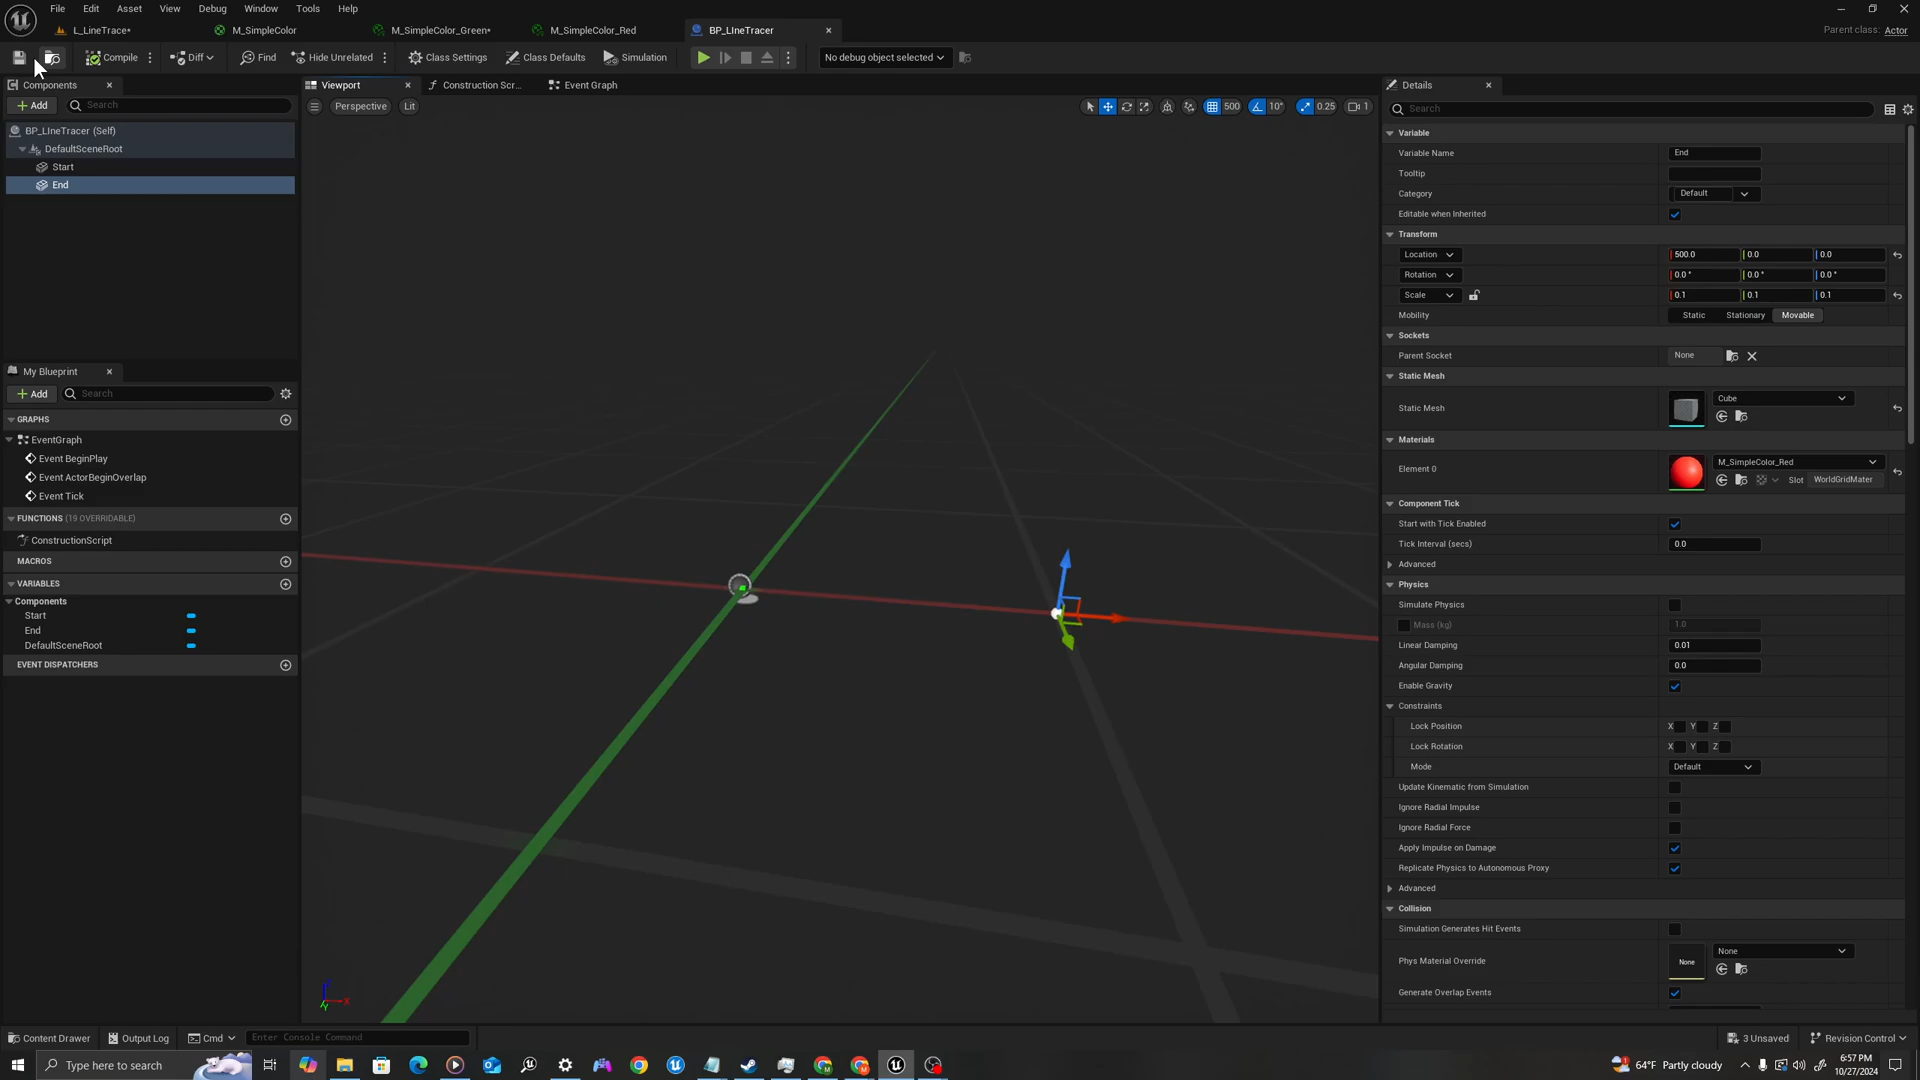 File Edit Asset View Debug Window Tools Help
L_LineTrace* M_SimpleColor M_SimpleColor_Green* M_SimpleColor_Red BP_LIneTracer
Parent class: Actor
Compile Diff Find Hide Unrelated Class Settings Class Defaults Simulation No debug object selected
Components
Add Search
BP_LIneTracer (Self)
DefaultSceneRoot
Start
End
My Blueprint
Add Search
GRAPHS
EventGraph
Event BeginPlay
Event ActorBeginOverlap
Event Tick
FUNCTIONS (19 OVERRIDABLE)
ConstructionScript
MACROS
VARIABLES
Components
Start
End
DefaultSceneRoot
EVENT DISPATCHERS
Viewport Construction Scr... Event Graph
Perspective Lit 500 10° 0.25 1
X
Y
Details
Search
Variable
Variable Name End
Tooltip
Category Default
Editable when Inherited
Transform
Location 500.0 0.0 0.0
Rotation 0.0 ° 0.0 ° 0.0 °
Scale 0.1 0.1 0.1
Mobility Static Stationary Movable
Sockets
Parent Socket None
Static Mesh
Static Mesh Cube
Materials
Element 0 M_SimpleColor_Red
Slot WorldGridMater
Component Tick
Start with Tick Enabled
Tick Interval (secs) 0.0
Advanced
Physics
Simulate Physics
Mass (kg) 1.0
Linear Damping 0.01
Angular Damping 0.0
Enable Gravity
Constraints
Lock Position X Y Z
Lock Rotation X Y Z
Mode Default
Update Kinematic from Simulation
Ignore Radial Impulse
Ignore Radial Force
Apply Impulse on Damage
Replicate Physics to Autonomous Proxy
Advanced
Collision
Simulation Generates Hit Events
Phys Material Override None None
Generate Overlap Events
Content Drawer Output Log Cmd Enter Console Command 3 Unsaved Revision Control
Type here to search 64°F Partly cloudy 6:57 PM
10/27/2024